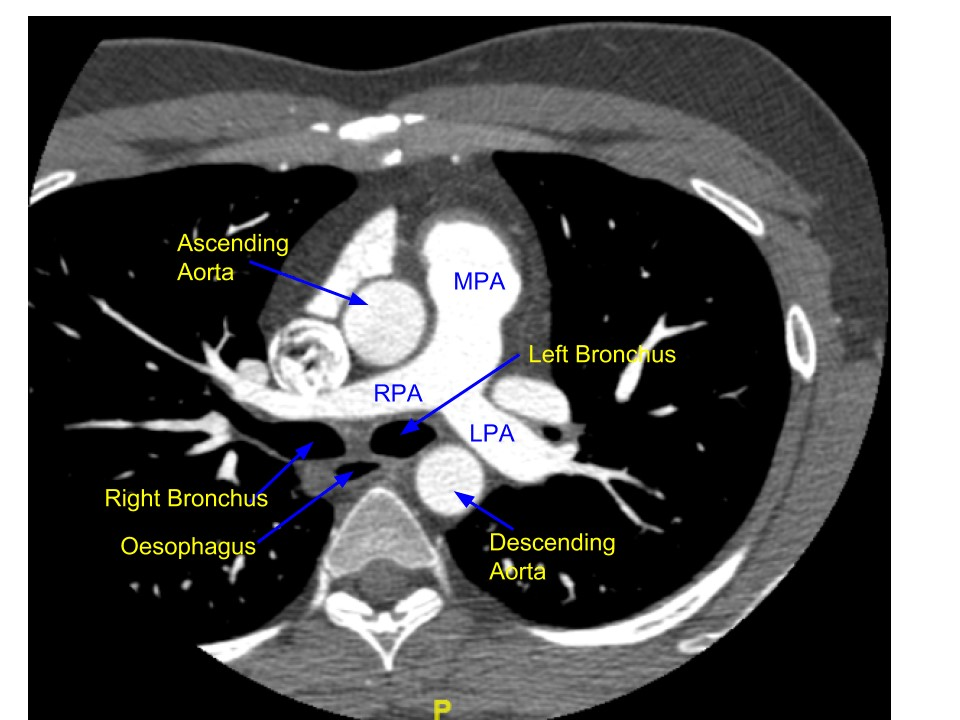 Ascending
Aorta
MPA
Left Bronchus
RPA
LPA
Right Bronchus
Oesophagus
Descending
Aorta
P